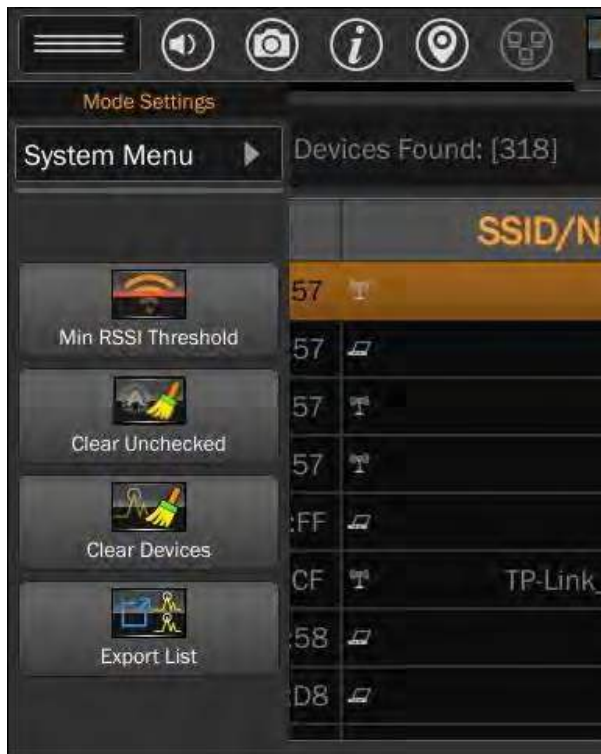 Mode Settings
System Menu
Devices Found: [318]
SSID/N
57
Min RSSI Threshold
:57
57
Clear Unchecked
57
:FF
Clear Devices
CF TP-Link_
:58
Export List
:D8